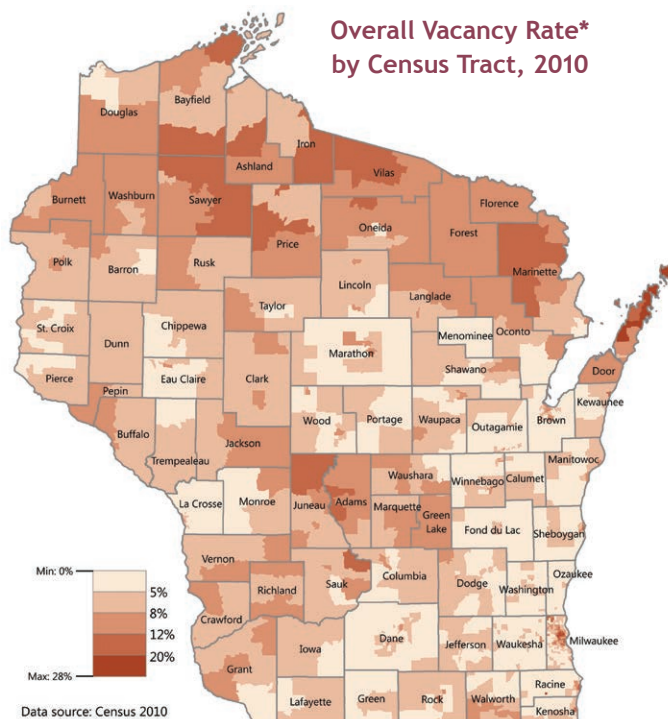 Overall Vacancy Rate*
by Census Tract, 2010
Bayfield
Douglas
Iron
Ashland
Vilas
Burnett
Washburn
Sawyer
Florence
Oneida
Forest
Price
Polk
Barron
Rusk
Marinette
Lincoln
Langlade
Taylor
St. Croix
Chippewa
Menominee
Oconto
Dunn
Marathon
Shawano
Door
Pierce
Eau Claire
Clark
Pepin
Kewaunee
Wood
Portage
Waupaca
Outagamie
Brown
Buffalo
Jackson
Trempealeau
Manitowoc
Waushara
Winnebago
Calumet
La Crosse
Monroe
Juneau
Adams
Marquette
Green
Lake
Fond du Lac
Sheboygan
Vernon
Min: 0%
5%
8%
12%
20%
Max: 28%
Richland
Sauk
Columbia
Dodge
Ozaukee
Washington
Crawford
Iowa
Dane
Jefferson
Waukesha
Milwaukee
Grant
Racine
Lafayette
Green
Rock
Walworth
Kenosha
Data source: Census 2010